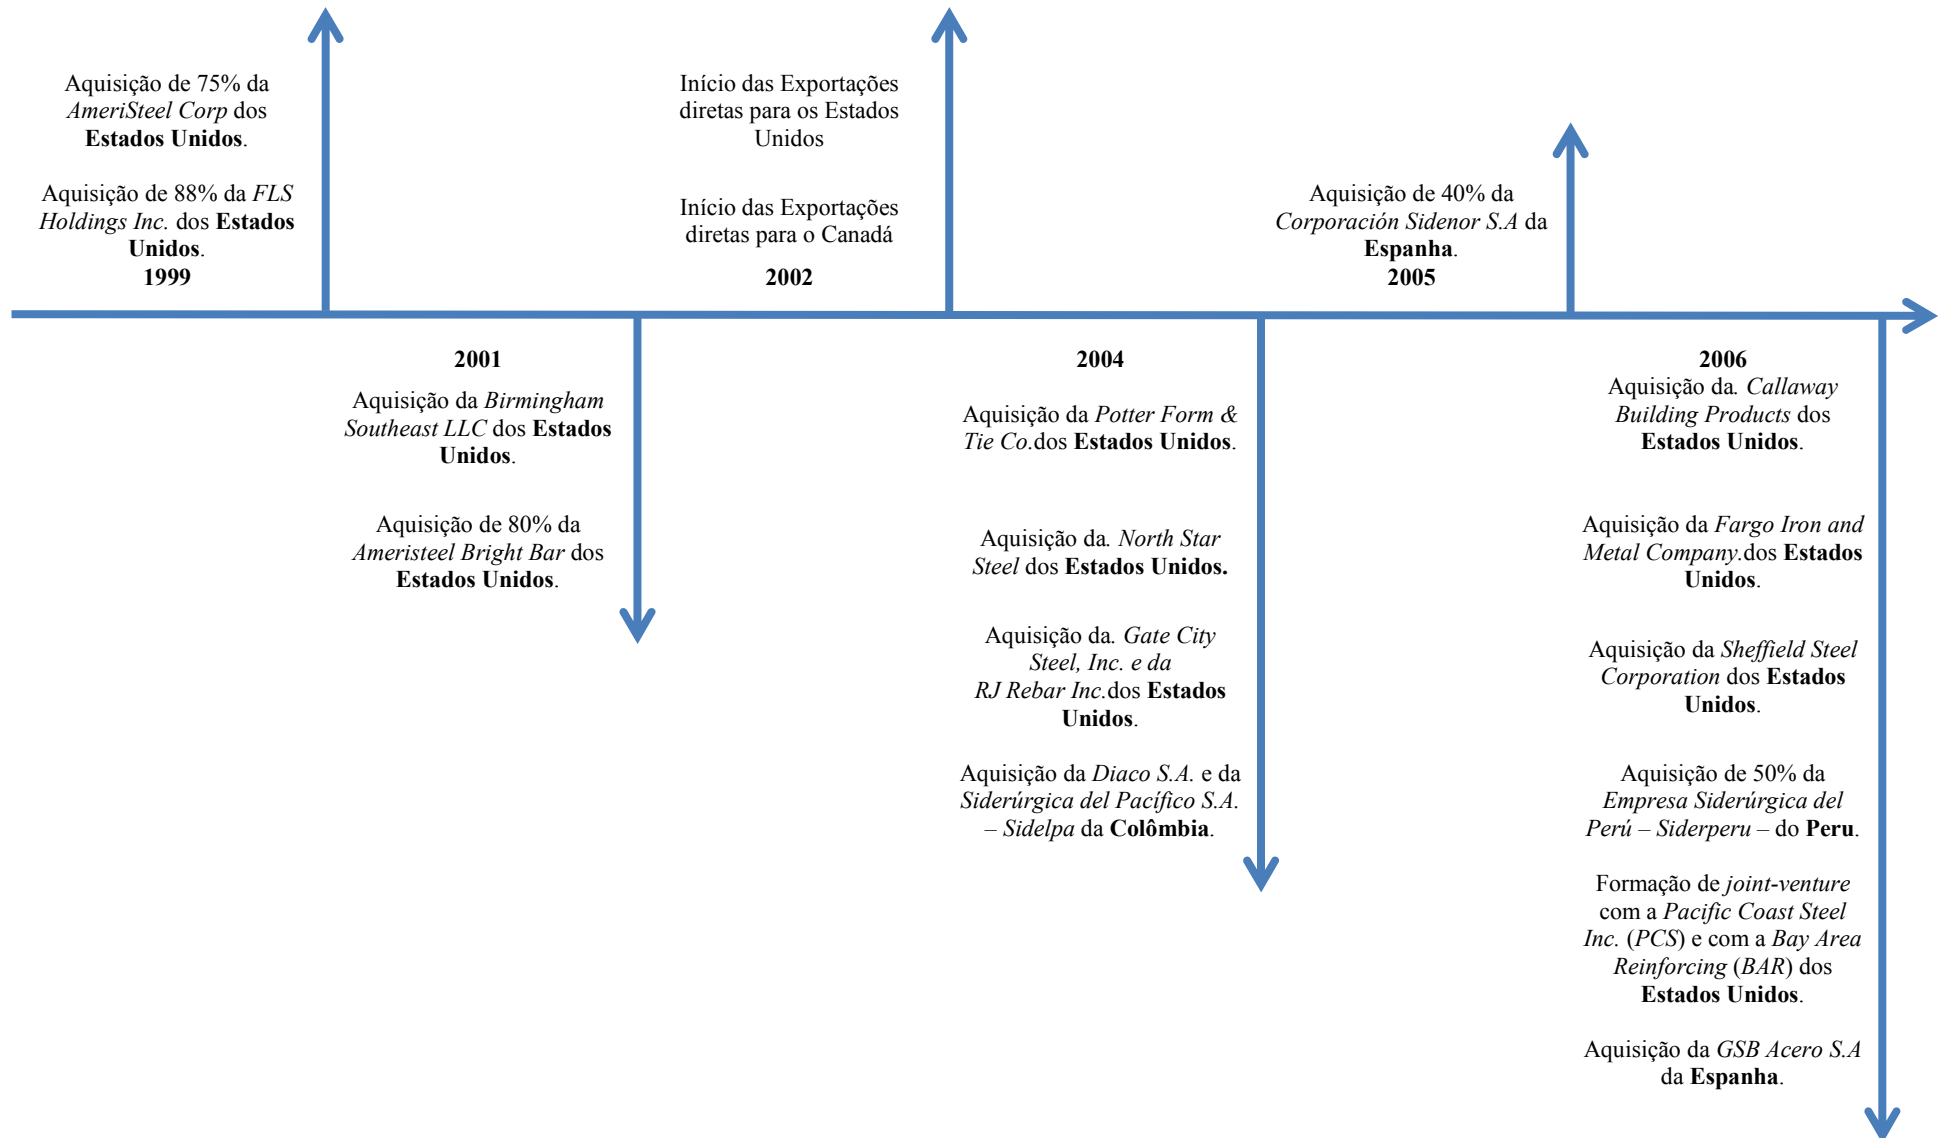 Aquisição de 75% da
AmeriSteel Corp dos
Estados Unidos.
Aquisição de 88% da FLS
Holdings Inc. dos Estados
Unidos.
1999
2001
Aquisição da Birmingham
Southeast LLC dos Estados
Unidos.
Aquisição de 80% da
Ameristeel Bright Bar dos
Estados Unidos.
Início das Exportações
diretas para os Estados
Unidos
Início das Exportações
diretas para o Canadá
2002
2004
Aquisição da Potter Form &
Tie Co.dos Estados Unidos.
Aquisição da. North Star
Steel dos Estados Unidos.
Aquisição da. Gate City
Steel, Inc. e da
RJ Rebar Inc.dos Estados
Unidos.
Aquisição da Diaco S.A. e da
Siderúrgica del Pacífico S.A.
– Sidelpa da Colômbia.
Aquisição de 40% da
Corporación Sidenor S.A da
Espanha.
2005
2006
Aquisição da. Callaway
Building Products dos
Estados Unidos.
Aquisição da Fargo Iron and
Metal Company.dos Estados
Unidos.
Aquisição da Sheffield Steel
Corporation dos Estados
Unidos.
Aquisição de 50% da
Empresa Siderúrgica del
Perú – Siderperu – do Peru.
Formação de joint-venture
com a Pacific Coast Steel
Inc. (PCS) e com a Bay Area
Reinforcing (BAR) dos
Estados Unidos.
Aquisição da GSB Acero S.A
da Espanha.